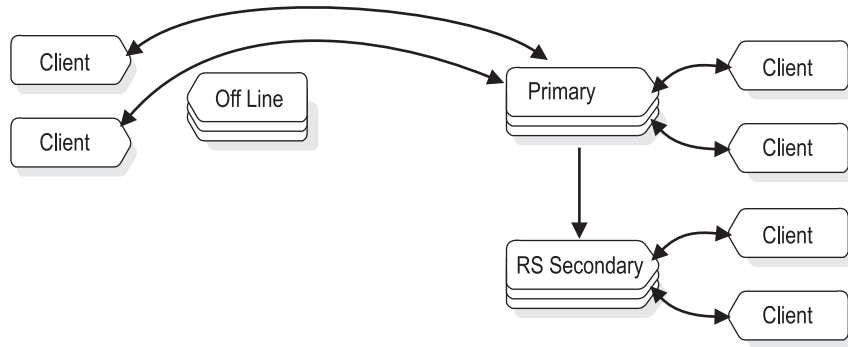 Client
Client
Off Line
Primary
Client
Client
RS Secondary
Client
Client